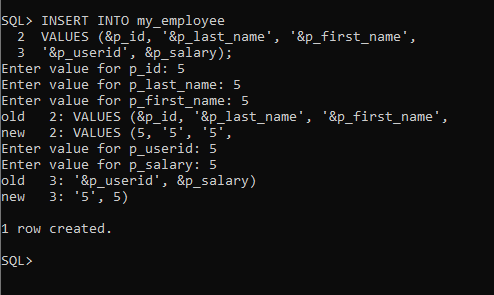 SQL> INSERT INTO my_employee
  2  VALUES (&p_id, '&p_last_name', '&p_first_name',
  3  '&p_userid', &p_salary);
Enter value for p_id: 5
Enter value for p_last_name: 5
Enter value for p_first_name: 5
old   2: VALUES (&p_id, '&p_last_name', '&p_first_name',
new   2: VALUES (5, '5', '5',
Enter value for p_userid: 5
Enter value for p_salary: 5
old   3: '&p_userid', &p_salary)
new   3: '5', 5)
1 row created.
SQL>